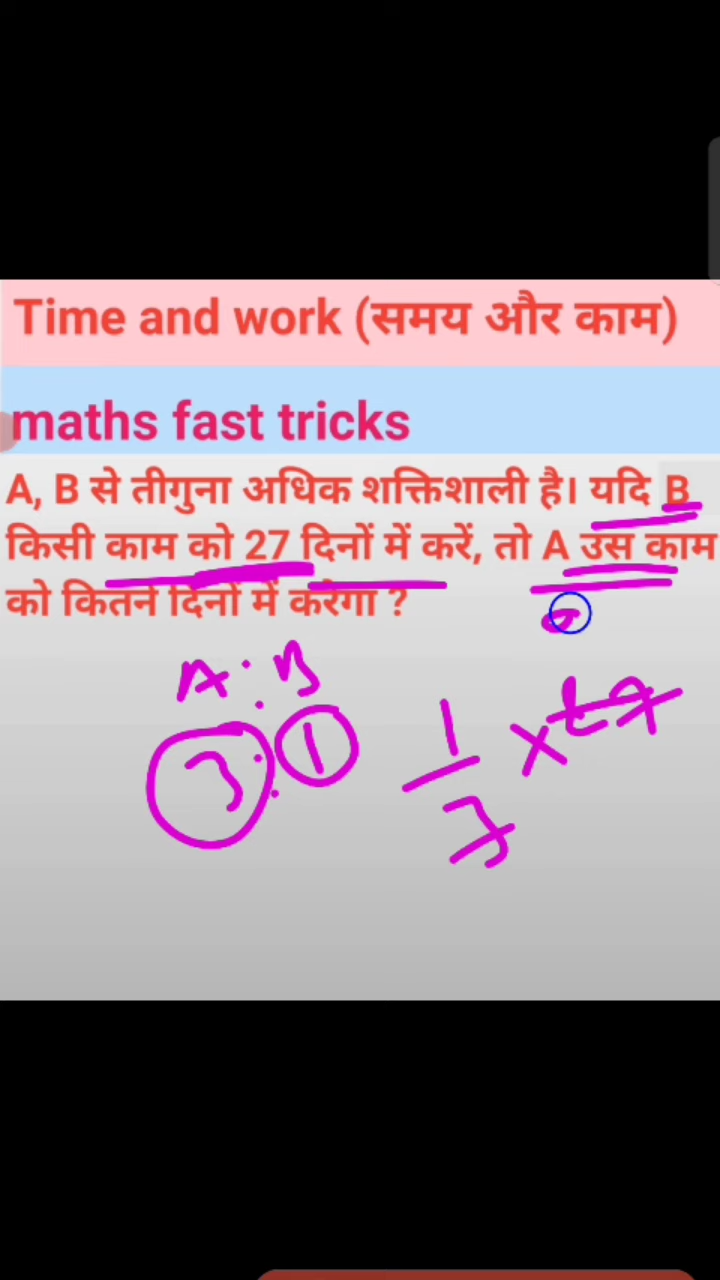 Time and work (समय और काम)
maths fast tricks
A, B से तीगुना अधिक शक्तिशाली है। यदि B
किसी काम को 27 दिनों में करें, तो A उस काम
को कितने दिनों में करेगा ?
A : B
3 : 1
1/3 × 27